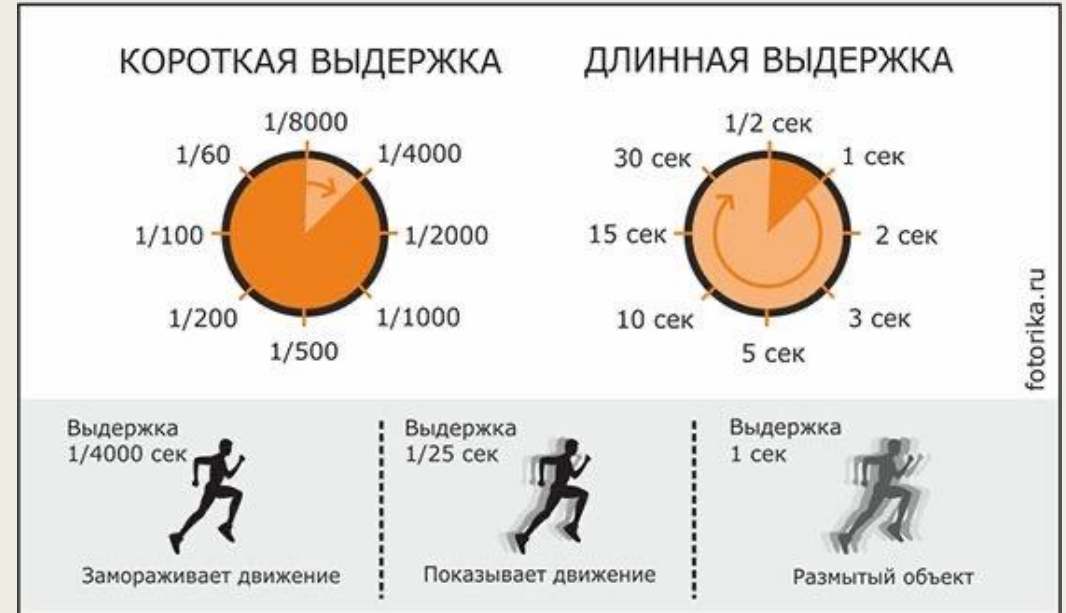 КОРОТКАЯ ВЫДЕРЖКА
1/8000
1/4000
1/2000
1/1000
1/500
1/200
1/100
1/60
ДЛИННАЯ ВЫДЕРЖКА
1/2 сек
1 сек
2 сек
3 сек
5 сек
10 сек
15 сек
30 сек
fotorika.ru
Выдержка
1/4000 сек
Замораживает движение
Выдержка
1/25 сек
Показывает движение
Выдержка
1 сек
Размытый объект